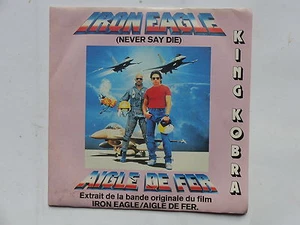 IRON EAGLE
(NEVER SAY DIE)
KING KOBRA
AIGLE DE FER
Extrait de la bande originale du film
IRON EAGLE/AIGLE DE FER.